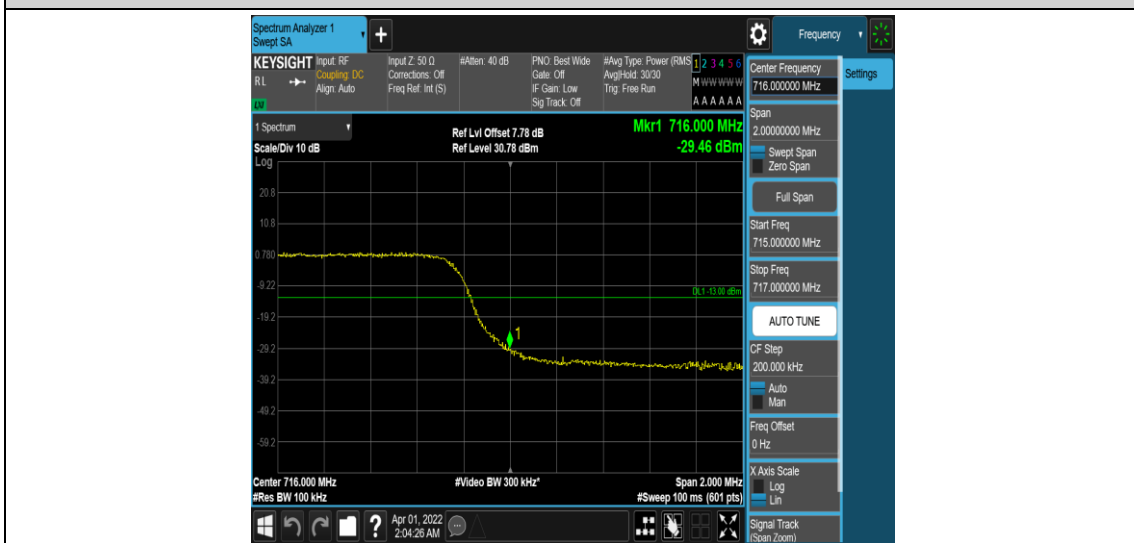 Spectrum Analyzer 1
Swept SA
+
Frequency
KEYSIGHT
RL
LXI
Input: RF
Coupling: DC
Align: Auto
Input Z: 50 Ω
Corrections: Off
Freq Ref: Int (S)
#Atten: 40 dB
PNO: Best Wide
Gate: Off
IF Gain: Low
Sig Track: Off
#Avg Type: Power (RMS
Avg|Hold: 30/30
Trig: Free Run
1 2 3 4 5 6
M W W W W W
A A A A A A
1 Spectrum
Scale/Div 10 dB
Log
Ref Lvl Offset 7.78 dB
Ref Level 30.78 dBm
Mkr1 716.000 MHz
-29.46 dBm
20.8
10.8
0.780
-9.22
DL1 -13.00 dBm
-19.2
1
-29.2
-39.2
-49.2
-59.2
Center 716.000 MHz
#Video BW 300 kHz*
Span 2.000 MHz
#Res BW 100 kHz
#Sweep 100 ms (601 pts)
?
Apr 01, 2022
2:04:26 AM
Center Frequency
716.000000 MHz
Settings
Span
2.00000000 MHz
Swept Span
Zero Span
Full Span
Start Freq
715.000000 MHz
Stop Freq
717.000000 MHz
AUTO TUNE
CF Step
200.000 kHz
Auto
Man
Freq Offset
0 Hz
X Axis Scale
Log
Lin
Signal Track
(Span Zoom)